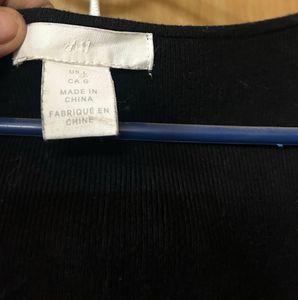 H&M
US L
CA G
MADE IN
CHINA
FABRIQUÉ EN
CHINE